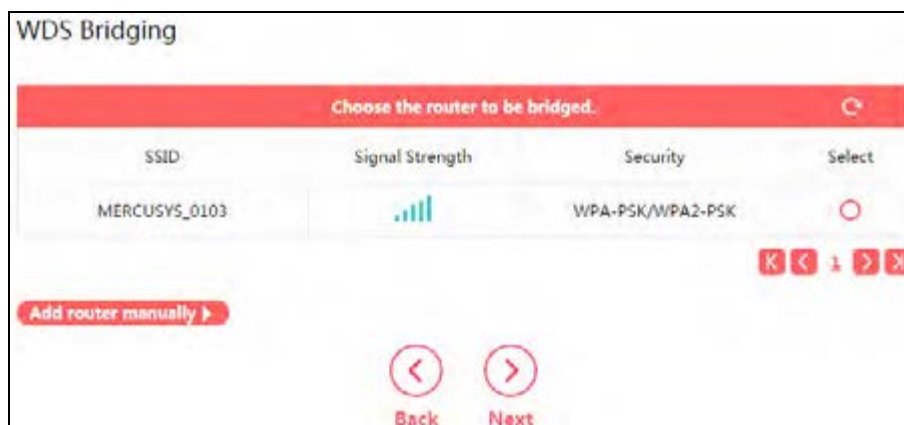 WDS Bridging
Choose the router to be bridged.
SSID Signal Strength Security Select
MERCUSYS_0103 WPA-PSK/WPA2-PSK
1
Add router manually
Back Next